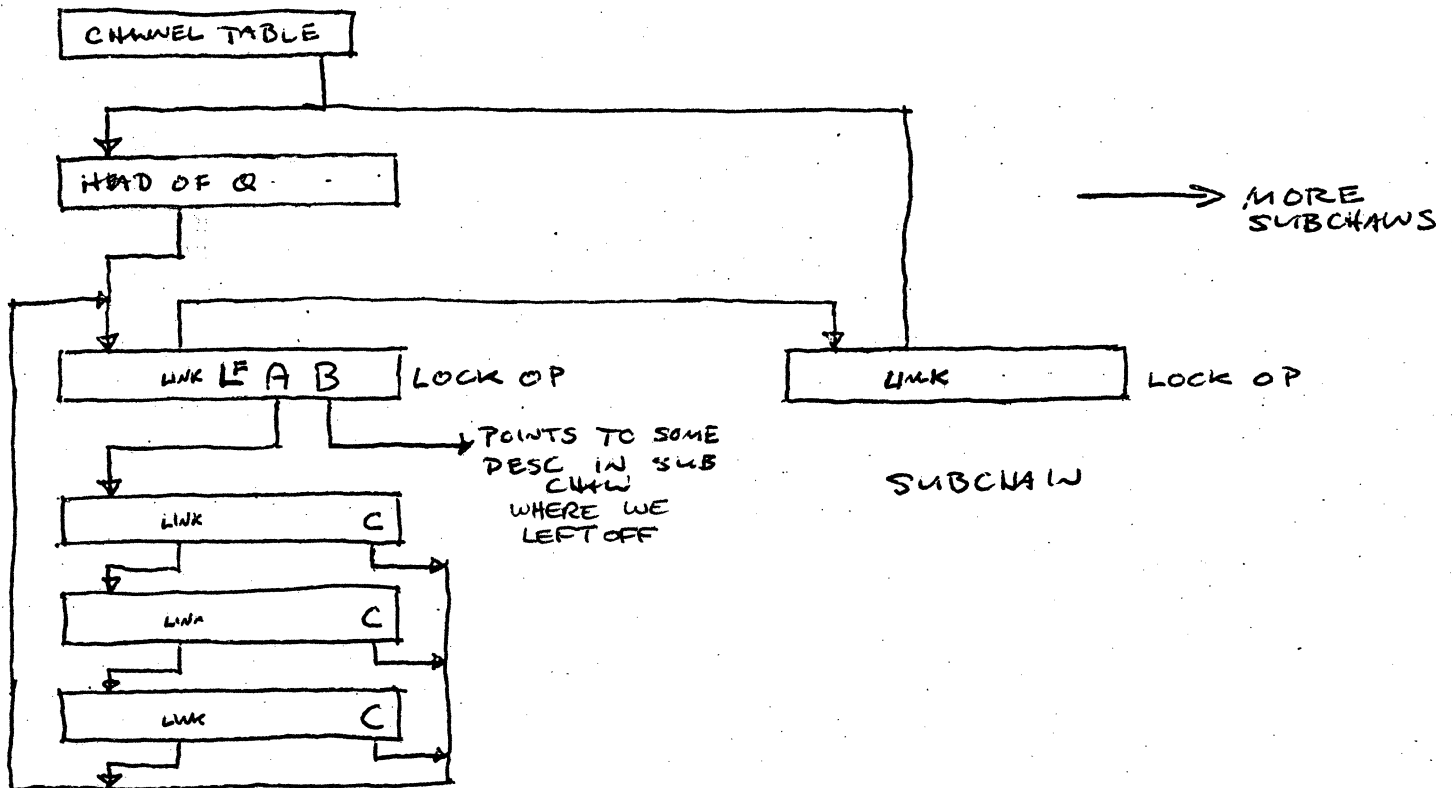 CHANNEL TABLE
HEAD OF Q
MORE
SUBCHAINS
LINK LF A B
LOCK OP
LINK
LOCK OP
POINTS TO SOME
DESC IN SUB
CHAIN
WHERE WE
LEFT OFF
SUBCHAIN
LINK C
LINK C
LINK C